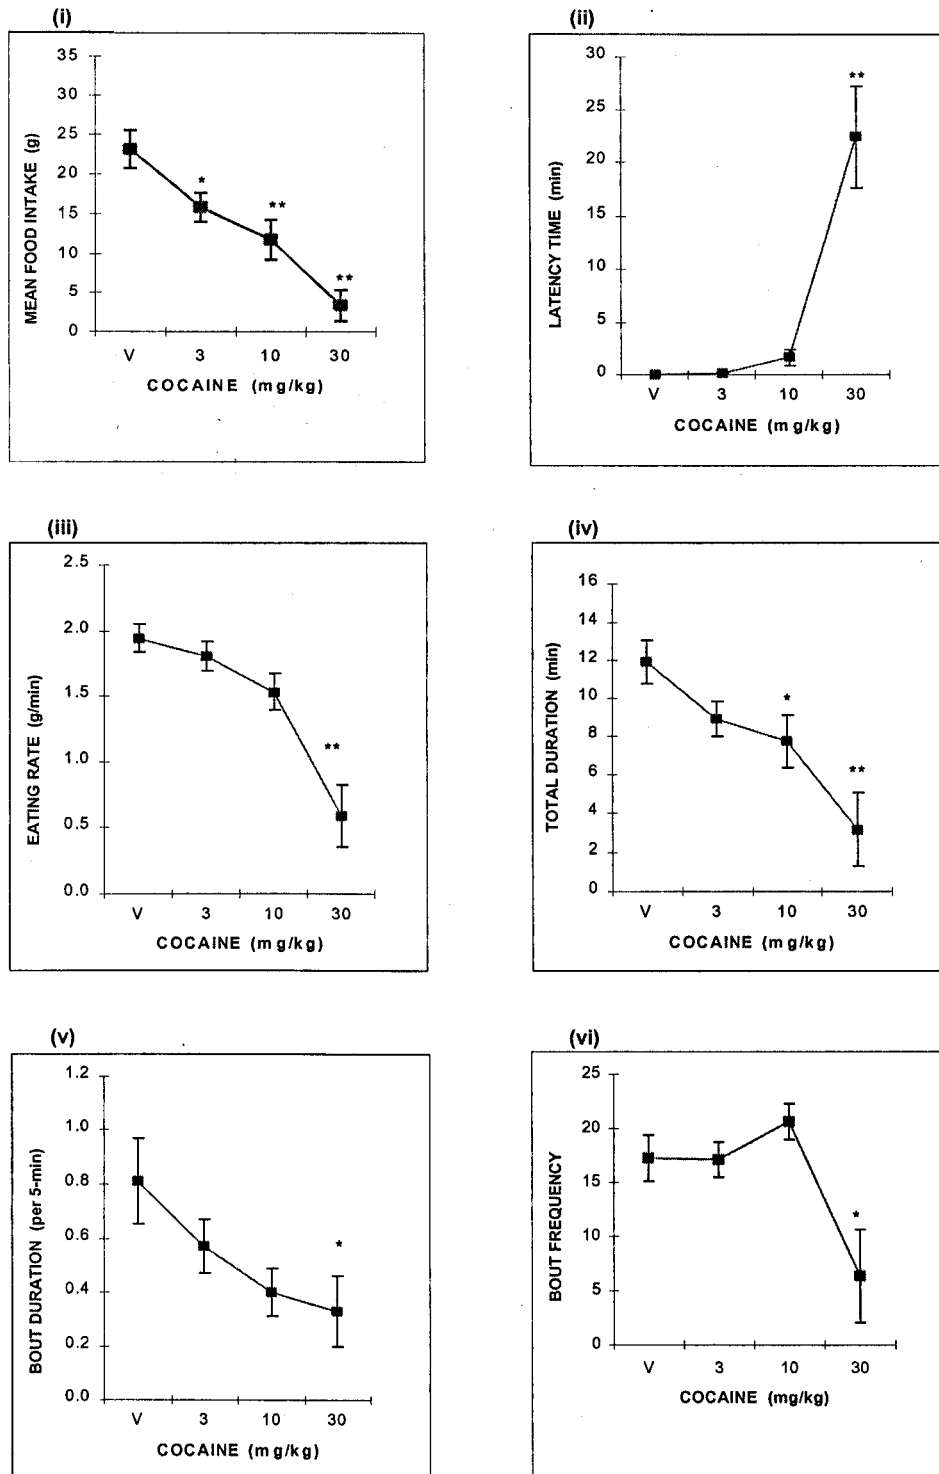 (i)
35
30
25
20
15
10
5
0
MEAN FOOD INTAKE (g)
*
**
**
V 3 10 30
COCAINE (mg/kg)
(ii)
30
25
20
15
10
5
0
LATENCY TIME (min)
**
V 3 10 30
COCAINE (mg/kg)
(iii)
2.5
2.0
1.5
1.0
0.5
0.0
EATING RATE (g/min)
**
V 3 10 30
COCAINE (mg/kg)
(iv)
16
14
12
10
8
6
4
2
0
TOTAL DURATION (min)
*
**
V 3 10 30
COCAINE (mg/kg)
(v)
1.2
1.0
0.8
0.6
0.4
0.2
0.0
BOUT DURATION (per 5-min)
*
V 3 10 30
COCAINE (mg/kg)
(vi)
25
20
15
10
5
0
BOUT FREQUENCY
*
V 3 10 30
COCAINE (mg/kg)